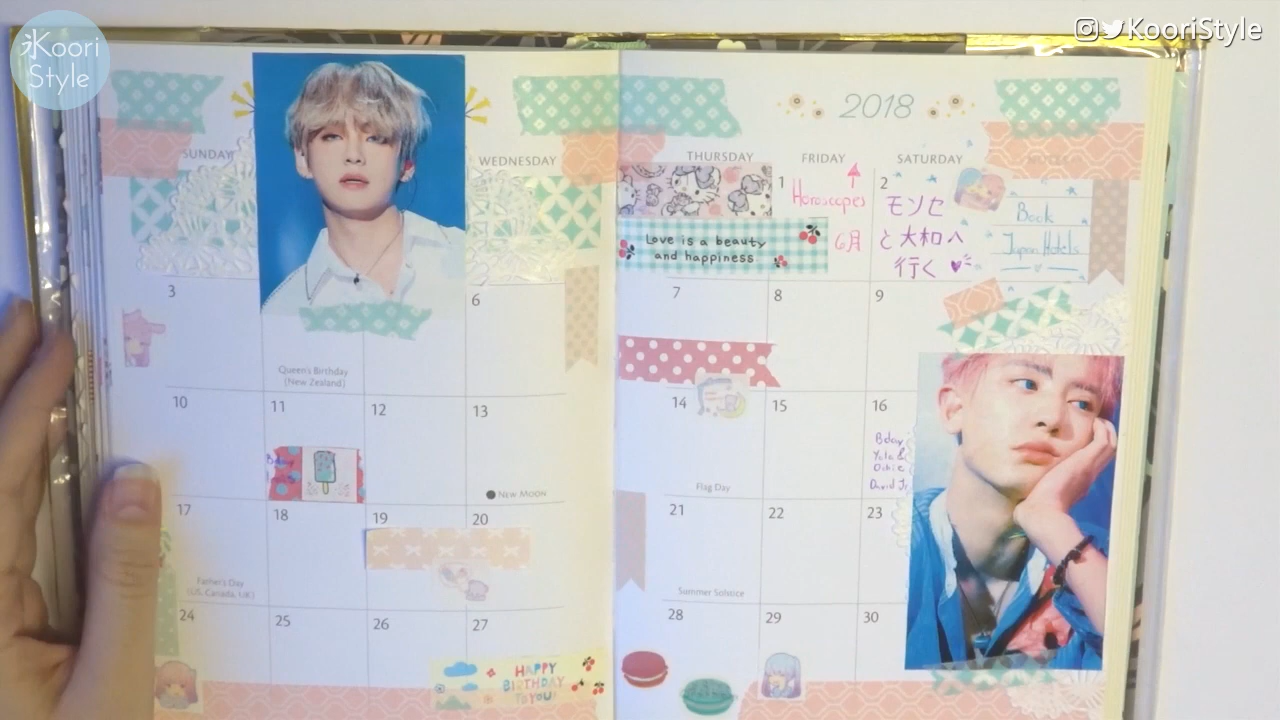 氷Koori
Style
KooriStyle
2018
SUNDAY
WEDNESDAY
THURSDAY
FRIDAY
SATURDAY
1
Horoscopes
6月
2
モンセ
と大和へ
行く
Book
Japan Hotels
Love is a beauty
and happiness
3
6
7
8
9
Queen's Birthday
(New Zealand)
10
11
12
13
14
15
16
Bday
Yola &
David Jr
New Moon
Flag Day
17
18
19
20
21
22
23
Father's Day
(US, Canada, UK)
Summer Solstice
24
25
26
27
28
29
30
HAPPY
BIRTHDAY
TO YOU!